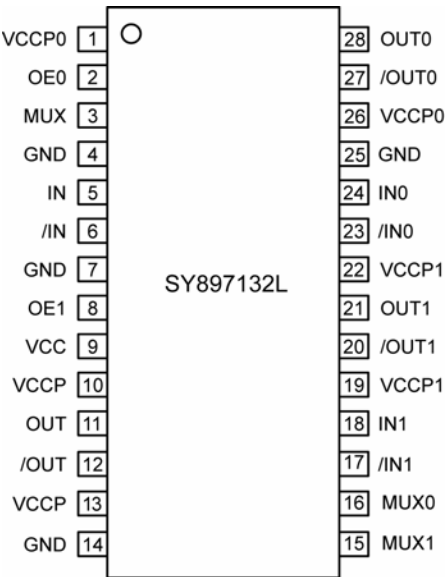 VCCP0 1 28 OUT0
OE0 2 27 /OUT0
MUX 3 26 VCCP0
GND 4 25 GND
IN 5 24 IN0
/IN 6 23 /IN0
GND 7 22 VCCP1
SY897132L
OE1 8 21 OUT1
VCC 9 20 /OUT1
VCCP 10 19 VCCP1
OUT 11 18 IN1
/OUT 12 17 /IN1
VCCP 13 16 MUX0
GND 14 15 MUX1